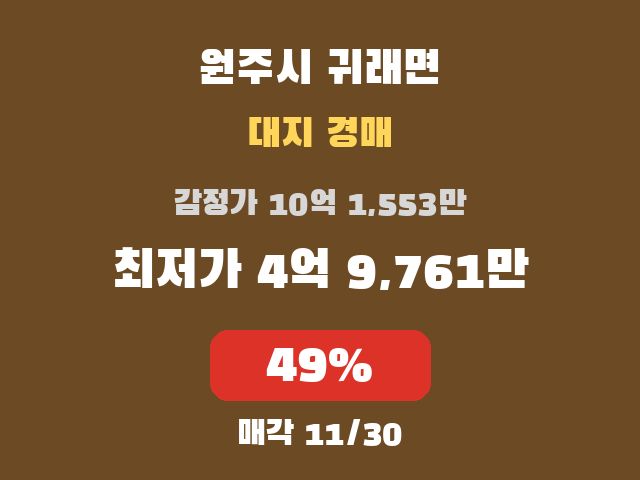 원주시 귀래면
대지 경매
감정가 10억 1,553만
최저가 4억 9,761만
49%
매각 11/30